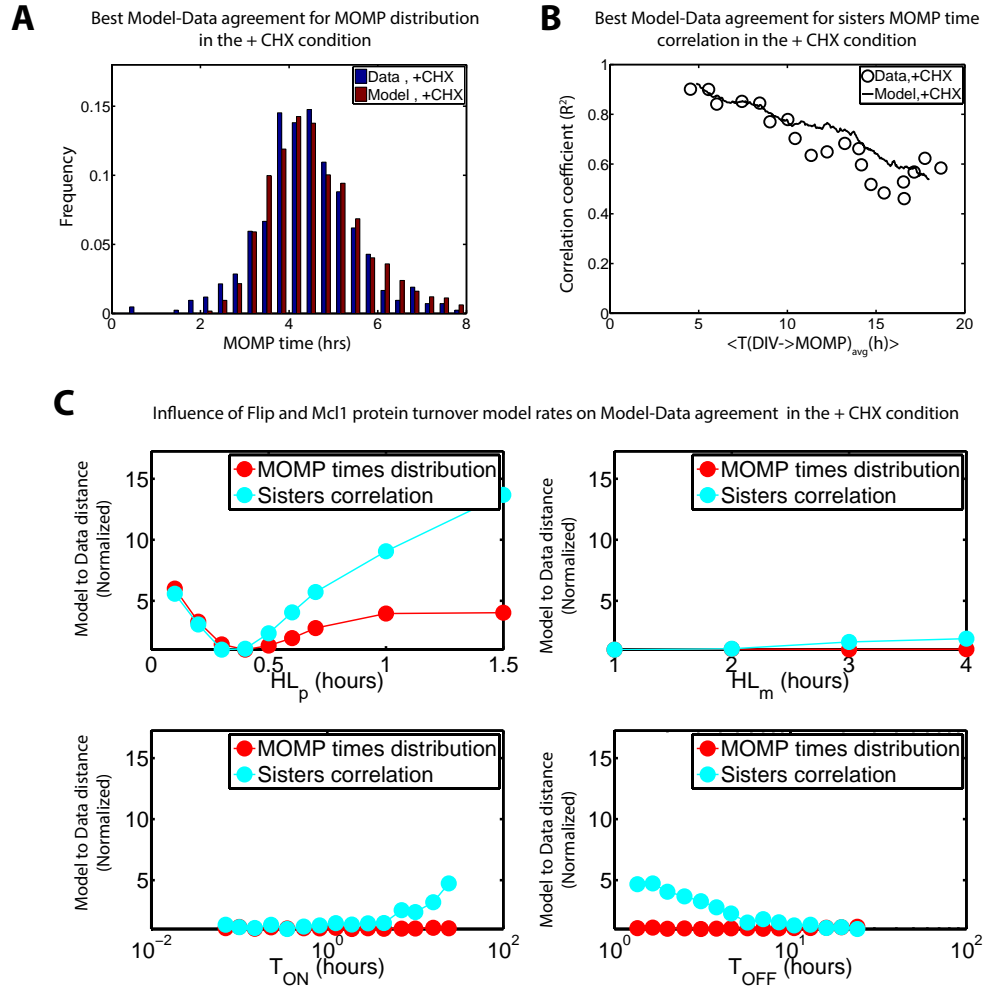 A
Best Model-Data agreement for MOMP distribution
in the + CHX condition
Data , +CHX
Model , +CHX
0.15
0.1
0.05
0
Frequency
0 2 4 6 8
MOMP time (hrs)
B
Best Model-Data agreement for sisters MOMP time
correlation in the + CHX condition
Data,+CHX
Model,+CHX
1
0.8
0.6
0.4
0.2
0
Correlation coefficient (R²)
0 5 10 15 20
<T(DIV->MOMP)avg(h)>
C
Influence of Flip and Mcl1 protein turnover model rates on Model-Data agreement in the + CHX condition
MOMP times distribution
Sisters correlation
15
10
5
Model to Data distance
(Normalized)
0 0.5 1 1.5
HLp (hours)
MOMP times distribution
Sisters correlation
15
10
5
Model to Data distance
(Normalized)
1 2 3 4
HLm (hours)
MOMP times distribution
Sisters correlation
15
10
5
Model to Data distance
(Normalized)
10⁻² 10⁰ 10²
TON (hours)
MOMP times distribution
Sisters correlation
15
10
5
Model to Data distance
(Normalized)
10⁰ 10¹ 10²
TOFF (hours)